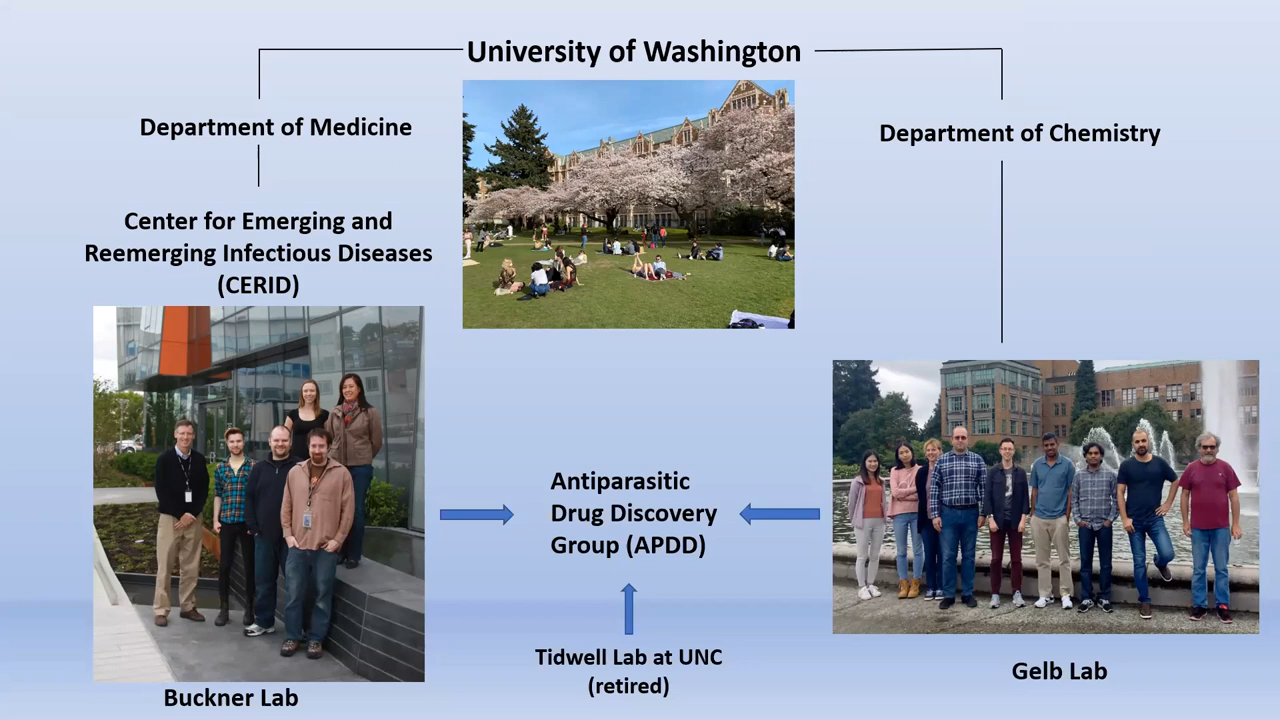 University of Washington
Department of Medicine
Department of Chemistry
Center for Emerging and
Reemerging Infectious Diseases
(CERID)
Antiparasitic
Drug Discovery
Group (APDD)
Tidwell Lab at UNC
(retired)
Buckner Lab
Gelb Lab